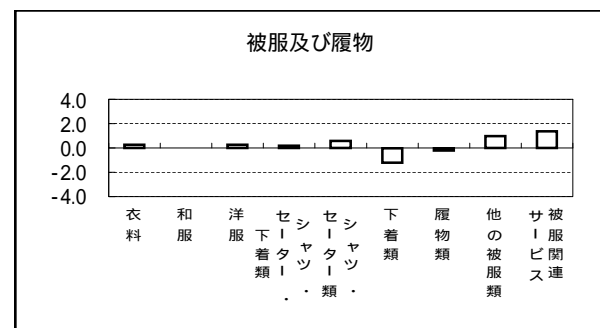 被服及び履物
4.0
2.0
0.0
-2.0
-4.0
衣料
和服
洋服
シャツ・
セーター・
下着類
シャツ・
セーター類
下着類
履物類
他の被服類
被服関連
サービス